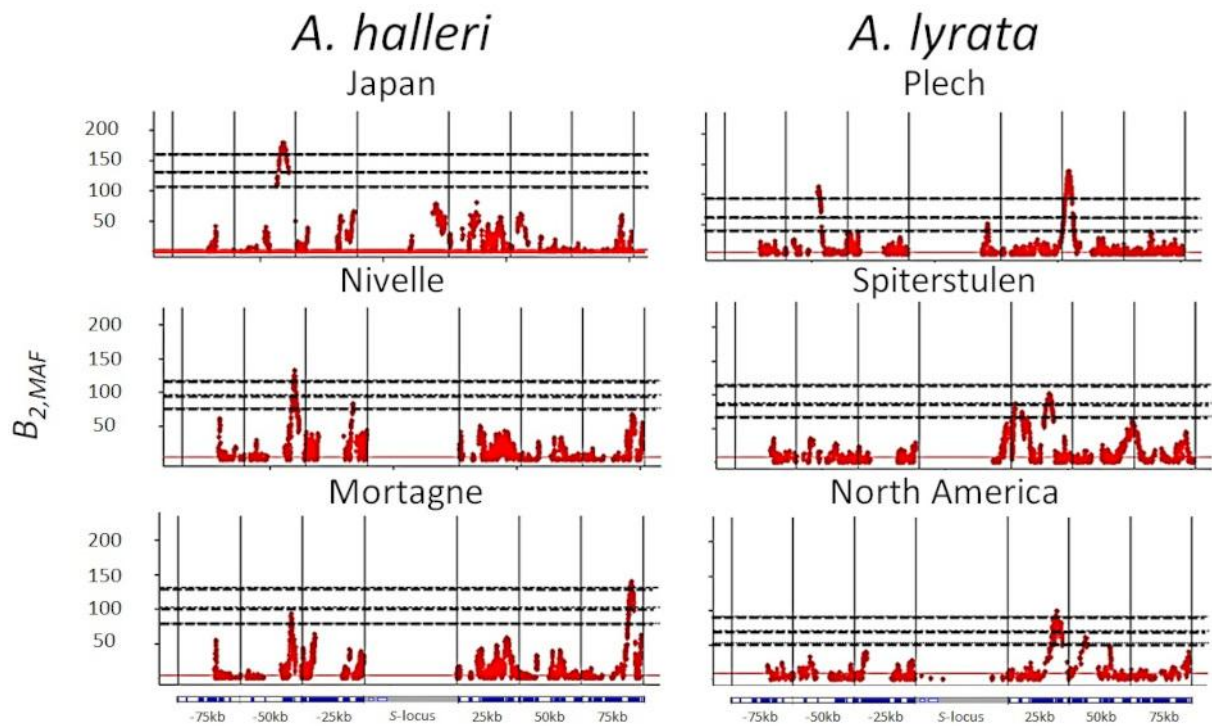 A. halleri
A. lyrata
Japan
Plech
200
150
100
50
Nivelle
Spiterstulen
200
150
100
50
B2,MAF
Mortagne
North America
200
150
100
50
-75kb -50kb -25kb S-locus 25kb 50kb 75kb
-75kb -50kb -25kb S-locus 25kb 50kb 75kb